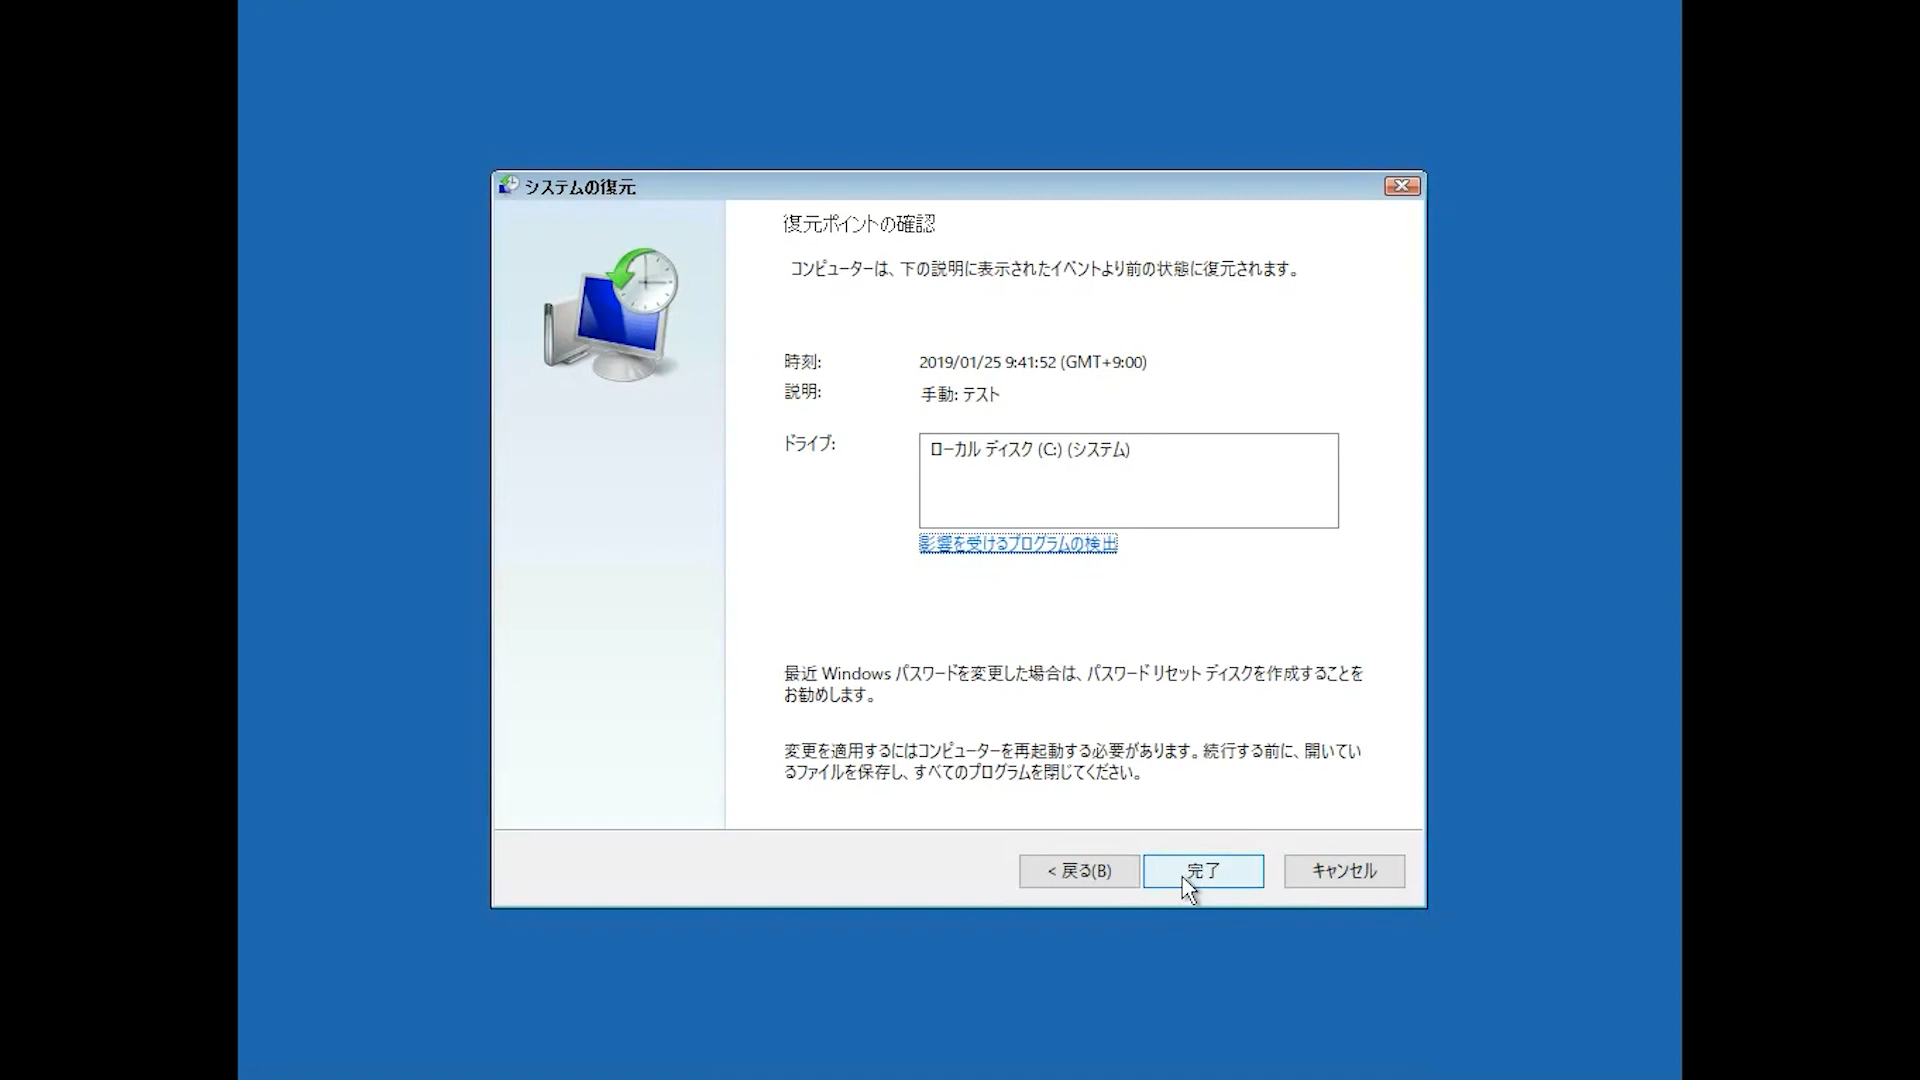 システムの復元
復元ポイントの確認
コンピューターは、下の説明に表示されたイベントより前の状態に復元されます。
時刻: 2019/01/25 9:41:52 (GMT+9:00)
説明: 手動: テスト
ドライブ: ローカル ディスク (C:) (システム)
影響を受けるプログラムの検出
最近 Windows パスワードを変更した場合は、パスワード リセット ディスクを作成することを
お勧めします。
変更を適用するにはコンピューターを再起動する必要があります。続行する前に、開いてい
るファイルを保存し、すべてのプログラムを閉じてください。
< 戻る(B) 完了 キャンセル